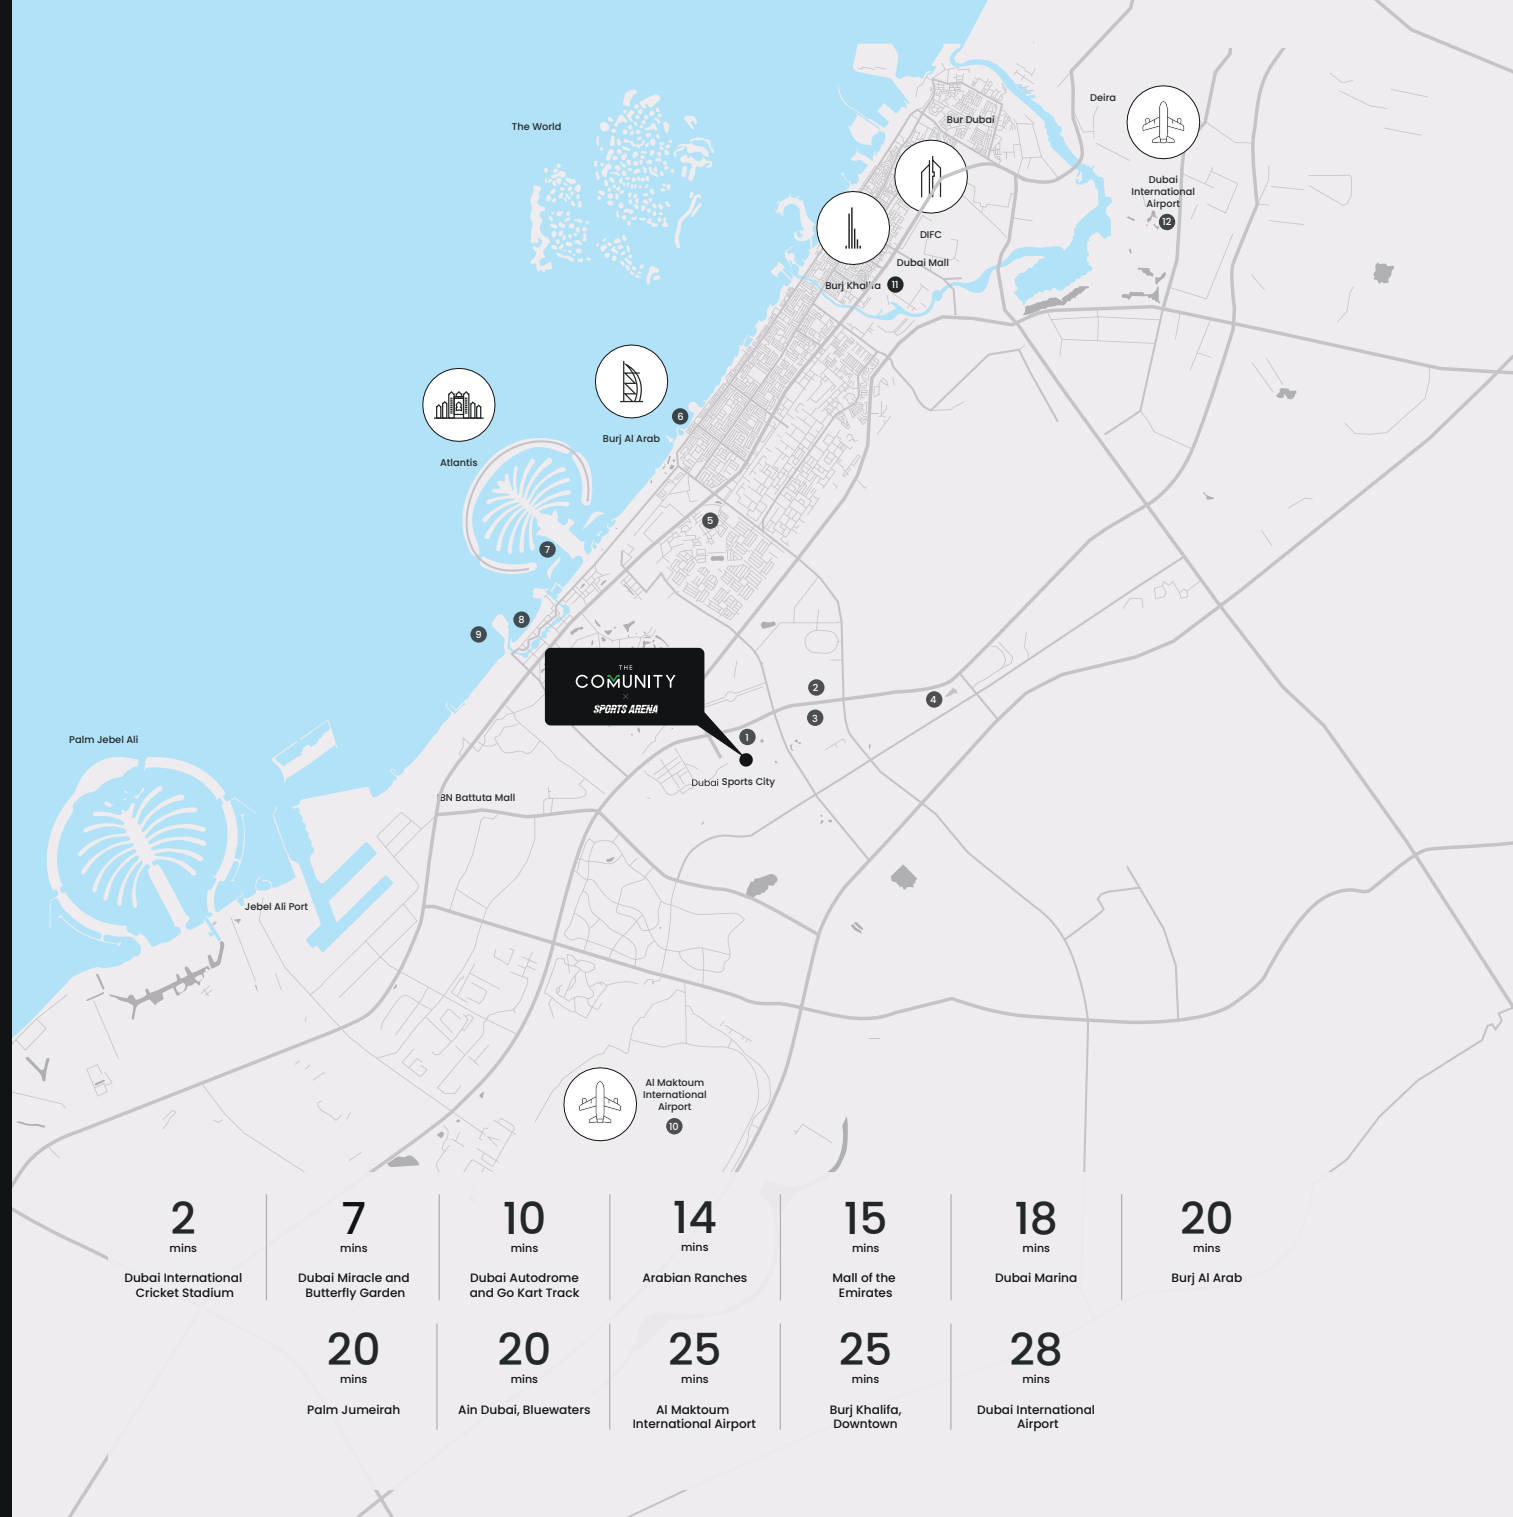 The World
Deira
Bur Dubai
Dubai
International
Airport
12
DIFC
Dubai Mall
Burj Khalifa
11
6
Burj Al Arab
Atlantis
5
7
8
9
THE
COMUNITY
×
SPORTS ARENA
2
4
3
1
Palm Jebel Ali
Dubai Sports City
IBN Battuta Mall
Jebel Ali Port
Al Maktoum
International
Airport
10
2
mins
Dubai International
Cricket Stadium
7
mins
Dubai Miracle and
Butterfly Garden
10
mins
Dubai Autodrome
and Go Kart Track
14
mins
Arabian Ranches
15
mins
Mall of the
Emirates
18
mins
Dubai Marina
20
mins
Burj Al Arab
20
mins
Palm Jumeirah
20
mins
Ain Dubai, Bluewaters
25
mins
Al Maktoum
International Airport
25
mins
Burj Khalifa,
Downtown
28
mins
Dubai International
Airport